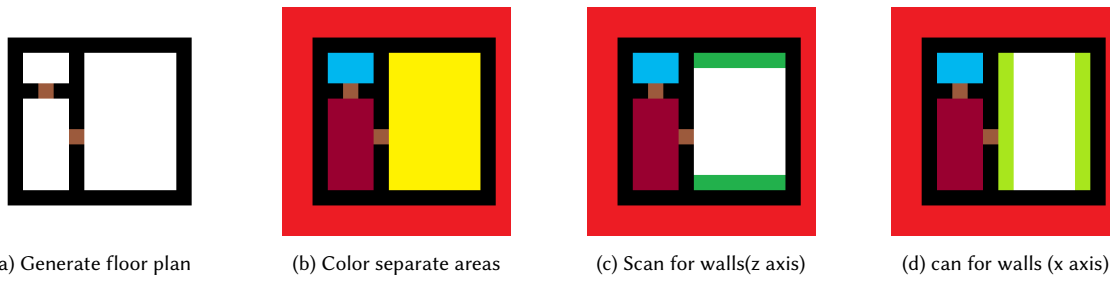 a) Generate floor plan
(b) Color separate areas
(c) Scan for walls(z axis)
(d) can for walls (x axis)